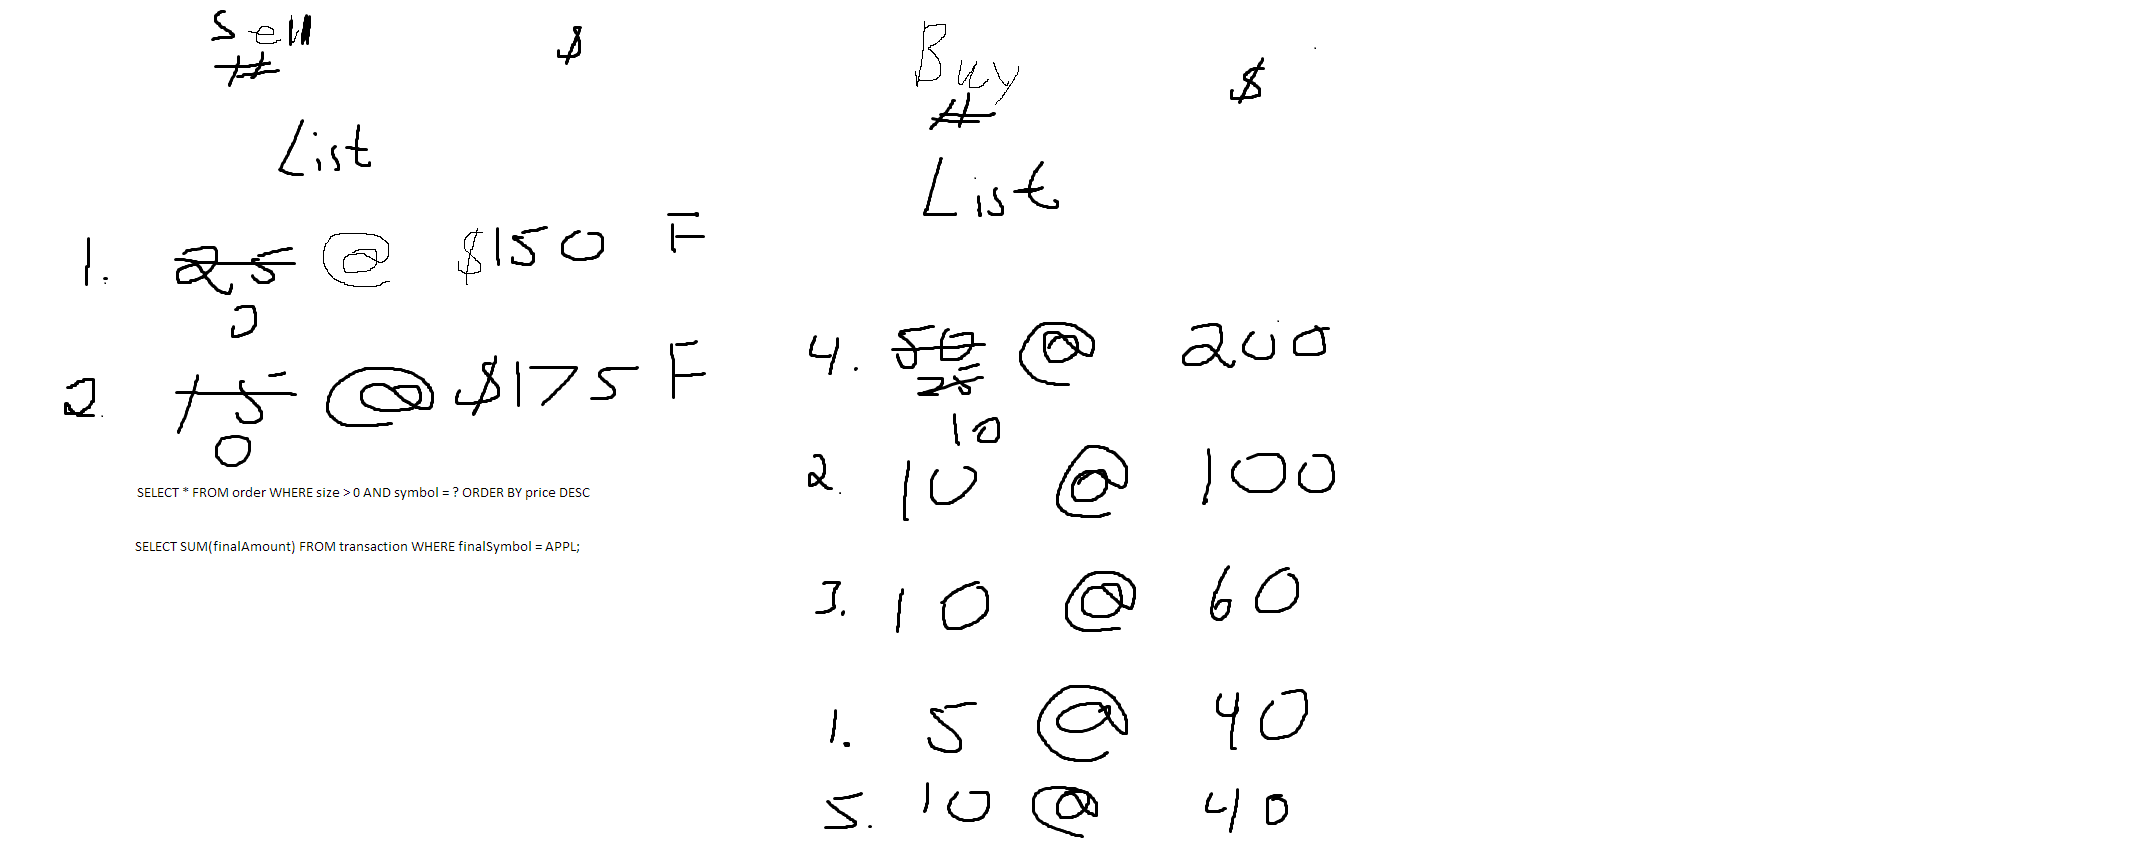 Sell $
#
List
1. 25 @ $150 F
0
2. 15 @ $175 F
0
SELECT * FROM order WHERE size > 0 AND symbol = ? ORDER BY price DESC
SELECT SUM(finalAmount) FROM transaction WHERE finalSymbol = APPL;
Buy $
#
List
4. 50 @ 200
25
10
2. 10 @ 100
3. 10 @ 60
1. 5 @ 40
5. 10 @ 40